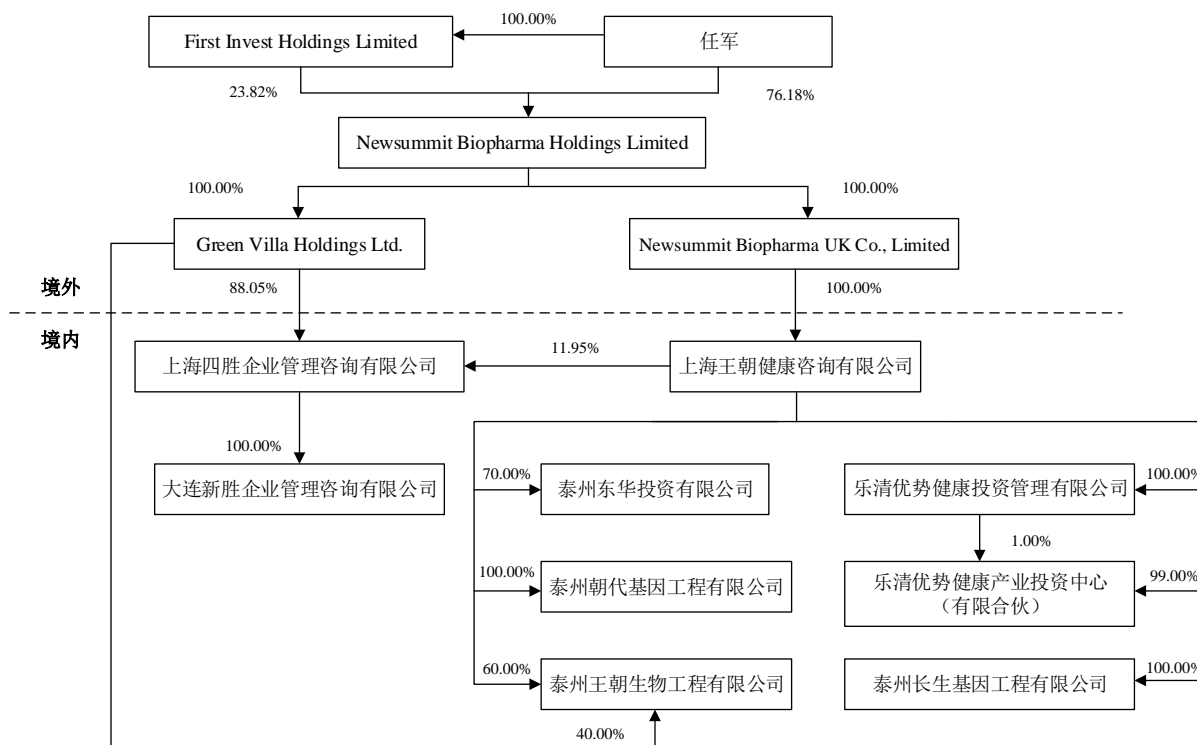 100.00%
First Invest Holdings Limited
任军
23.82%
76.18%
Newsummit Biopharma Holdings Limited
100.00%
100.00%
Green Villa Holdings Ltd.
Newsummit Biopharma UK Co., Limited
境外
88.05%
100.00%
境内
11.95%
上海四胜企业管理咨询有限公司
上海王朝健康咨询有限公司
100.00%
70.00%
100.00%
大连新胜企业管理咨询有限公司
泰州东华投资有限公司
乐清优势健康投资管理有限公司
1.00%
100.00%
99.00%
泰州朝代基因工程有限公司
乐清优势健康产业投资中心
（有限合伙）
60.00%
100.00%
泰州王朝生物工程有限公司
泰州长生基因工程有限公司
40.00%